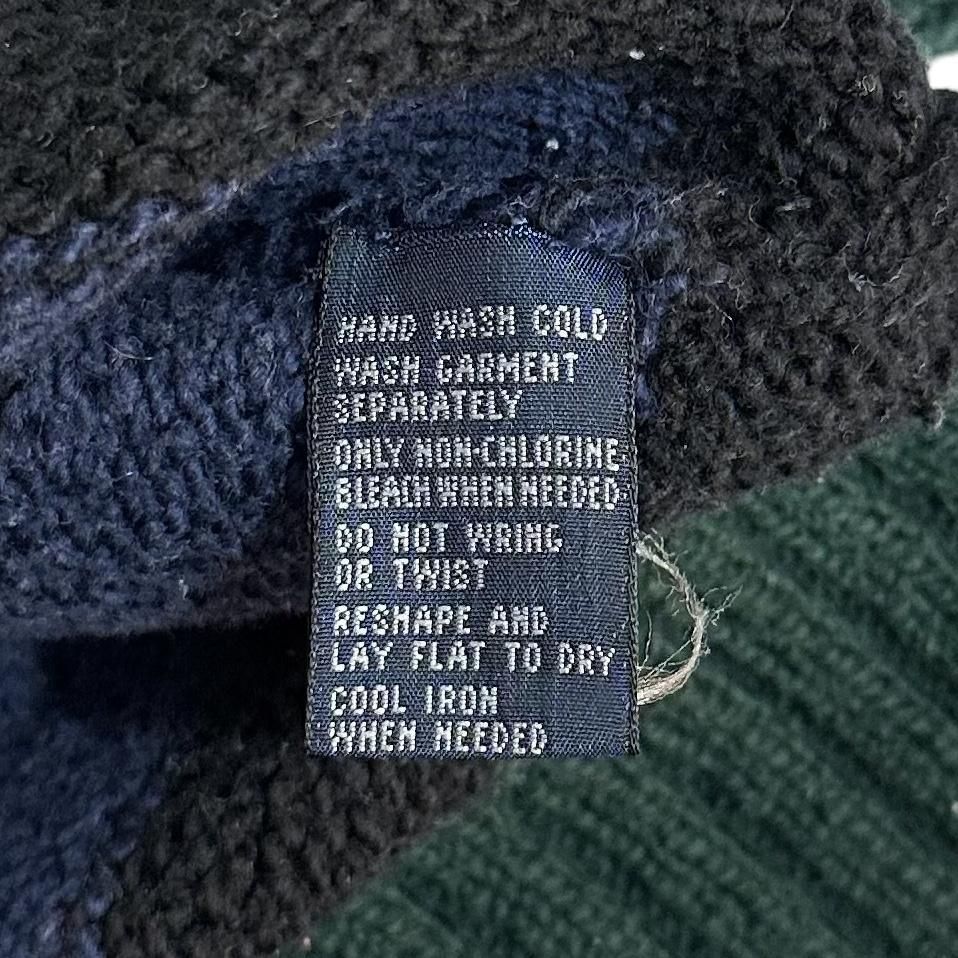 HAND WASH COLD
WASH GARMENT
SEPARATELY
ONLY NON-CHLORINE
BLEACH WHEN NEEDED
DO NOT WRING
OR TWIST
RESHAPE AND
LAY FLAT TO DRY
COOL IRON
WHEN NEEDED